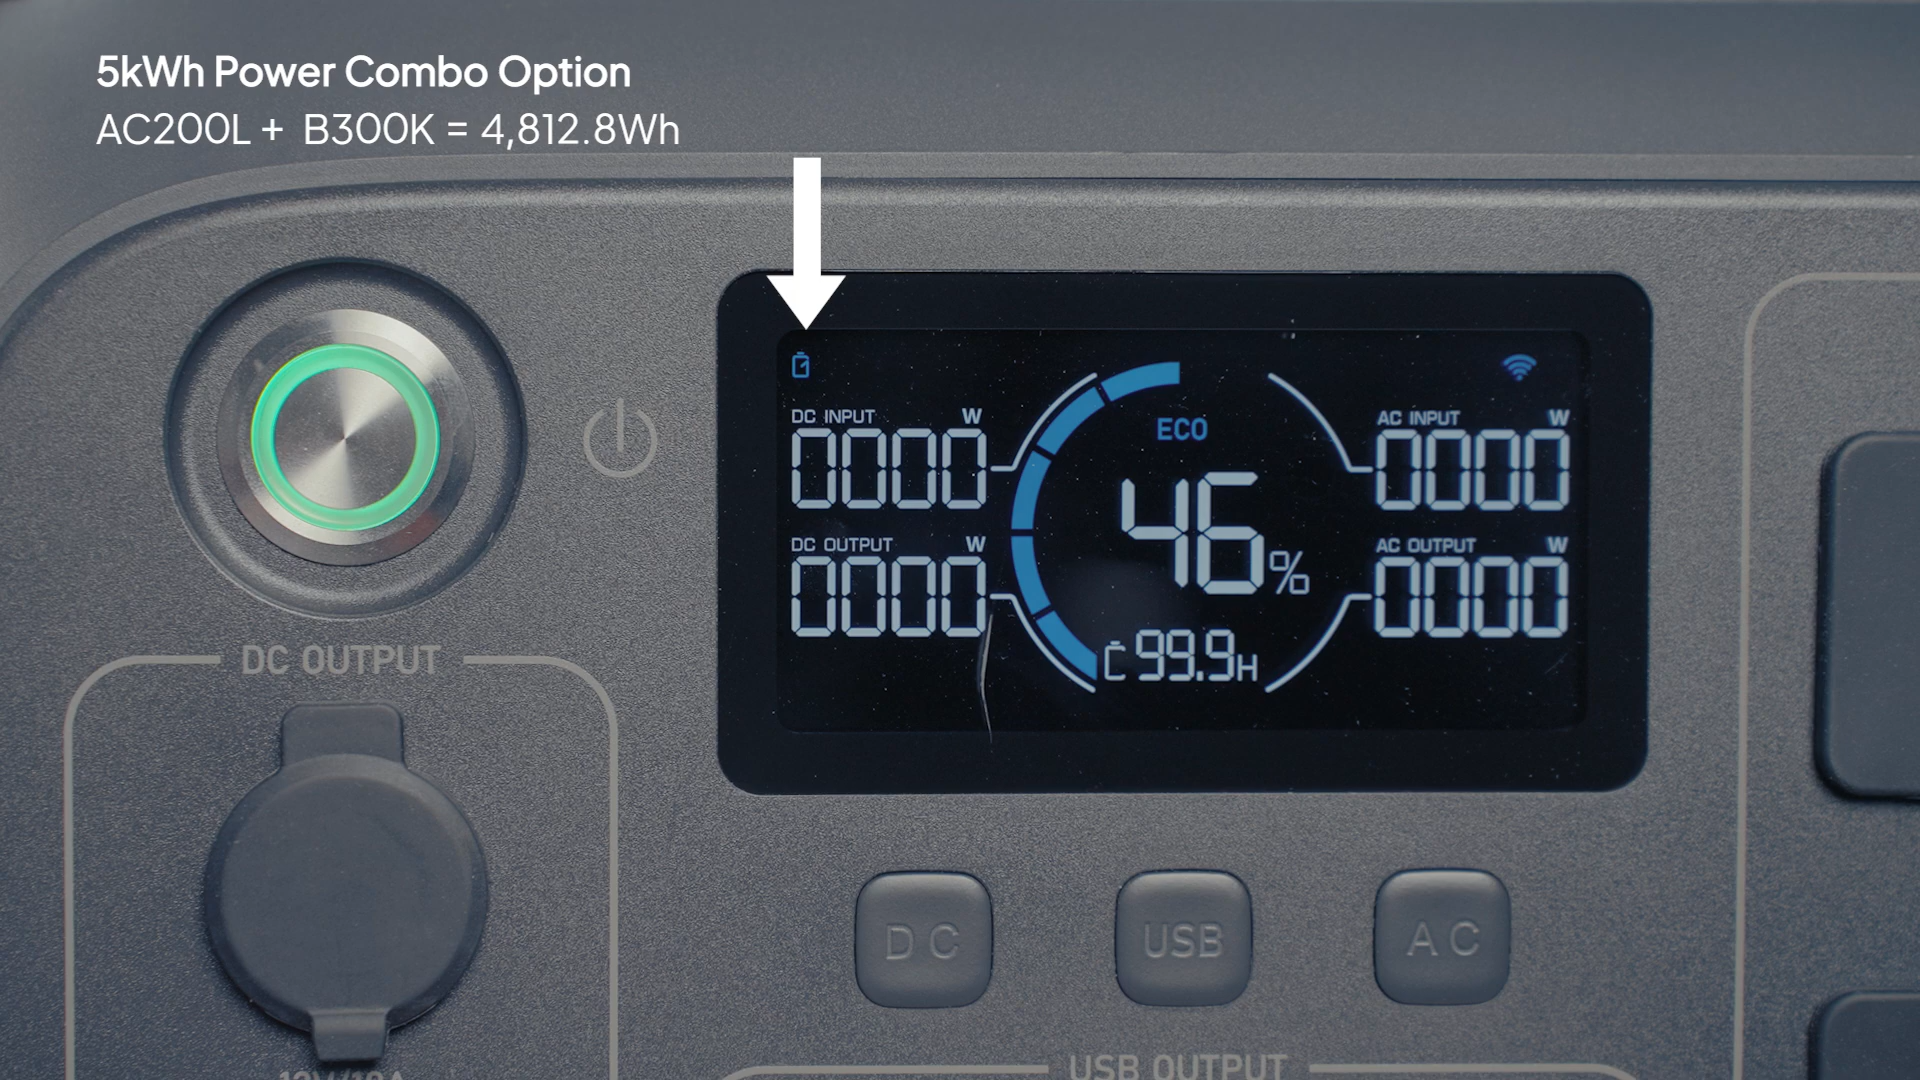 5kWh Power Combo Option
AC200L + B300K = 4,812.8Wh
DC INPUT W
0000
DC OUTPUT W
0000
ECO
46%
99.9H
AC INPUT W
0000
AC OUTPUT W
0000
DC OUTPUT
DC
USB
AC
USB OUTPUT